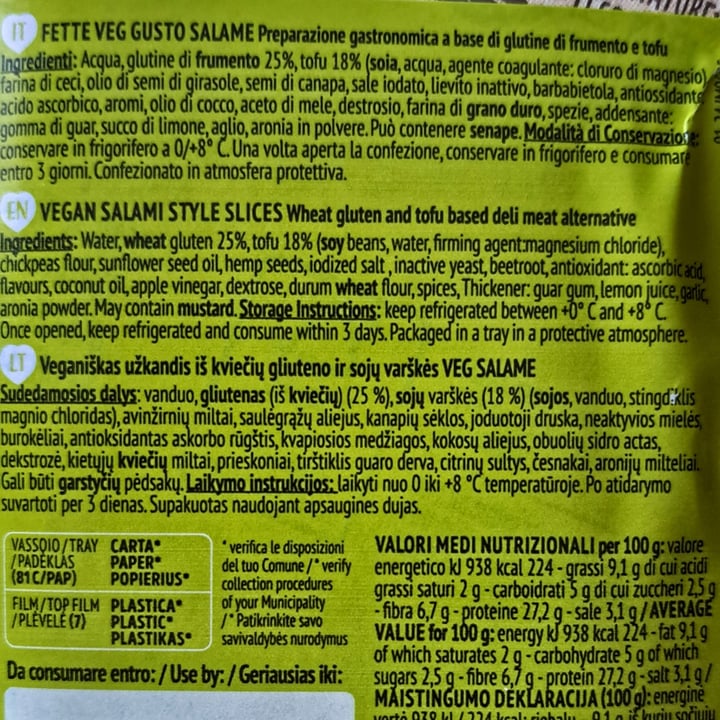 IT FETTE VEG GUSTO SALAME Preparazione gastronomica a base di glutine di frumento e tofu
Ingredienti: Acqua, glutine di frumento 25%, tofu 18% (soia, acqua, agente coagulante: cloruro di magnesio)
farina di ceci, olio di semi di girasole, semi di canapa, sale iodato, lievito inattivo, barbabietola, antiossidante:
acido ascorbico, aromi, olio di cocco, aceto di mele, destrosio, farina di grano duro, spezie, addensante:
gomma di guar, succo di limone, aglio, aronia in polvere. Può contenere senape. Modalità di Conservazione:
conservare in frigorifero a 0/+8° C. Una volta aperta la confezione, conservare in frigorifero e consumare
entro 3 giorni. Confezionato in atmosfera protettiva.
EN VEGAN SALAMI STYLE SLICES Wheat gluten and tofu based deli meat alternative
Ingredients: Water, wheat gluten 25%, tofu 18% (soy beans, water, firming agent:magnesium chloride),
chickpeas flour, sunflower seed oil, hemp seeds, iodized salt , inactive yeast, beetroot, antioxidant: ascorbic acid,
flavours, coconut oil, apple vinegar, dextrose, durum wheat flour, spices, Thickener: guar gum, lemon juice, garlic,
aronia powder. May contain mustard. Storage Instructions: keep refrigerated between +0° C and +8° C.
Once opened, keep refrigerated and consume within 3 days. Packaged in a tray in a protective atmosphere.
LT Veganiškas užkandis iš kviečių gliuteno ir sojų varškės VEG SALAME
Sudedamosios dalys: vanduo, gliutenas (iš kviečių) (25 %), sojų varškės (18 %) (sojos, vanduo, stingdiklis
magnio chloridas), avinžirnių miltai, saulėgrąžų aliejus, kanapių sėklos, joduotoji druska, neaktyvios mielės,
burokėliai, antioksidantas askorbo rūgštis, kvapiosios medžiagos, kokosų aliejus, obuolių sidro actas,
dekstrozė, kietųjų kviečių miltai, prieskoniai, tirštiklis guaro derva, citrinų sultys, česnakai, aronijų milteliai.
Gali būti garstyčių pėdsakų. Laikymo instrukcijos: laikyti nuo 0 iki +8 °C temperatūroje. Po atidarymo
suvartoti per 3 dienas. Supakuotas naudojant apsaugines dujas.
VASSOIO/TRAY CARTA*
/PADĖKLAS PAPER*
(81 C/PAP) POPIERIUS*
FILM/TOP FILM PLASTICA*
/PLĖVELĖ (7) PLASTIC*
PLASTIKAS*
* verifica le disposizioni
del tuo Comune / * verify
collection procedures
of your Municipality
/ * Patikrinkite savo
savivaldybės nurodymus
Da consumare entro: / Use by: / Geriausias iki:
VALORI MEDI NUTRIZIONALI per 100 g: valore
energetico kJ 938 kcal 224 - grassi 9,1 g di cui acidi
grassi saturi 2 g - carboidrati 5 g di cui zuccheri 2,5 g
- fibra 6,7 g - proteine 27,2 g - sale 3,1 g / AVERAGE
VALUE for 100 g: energy kJ 938 kcal 224 - fat 9,1 g
of which saturates 2 g - carbohydrate 5 g of which
sugars 2,5 g - fibre 6,7 g - protein 27,2 g - salt 3,1 g /
MAISTINGUMO DEKLARACIJA (100 g): energinė
vertė 938 kJ / 224 kcal; riebalų 9,1 g, iš kurių sočiųjų